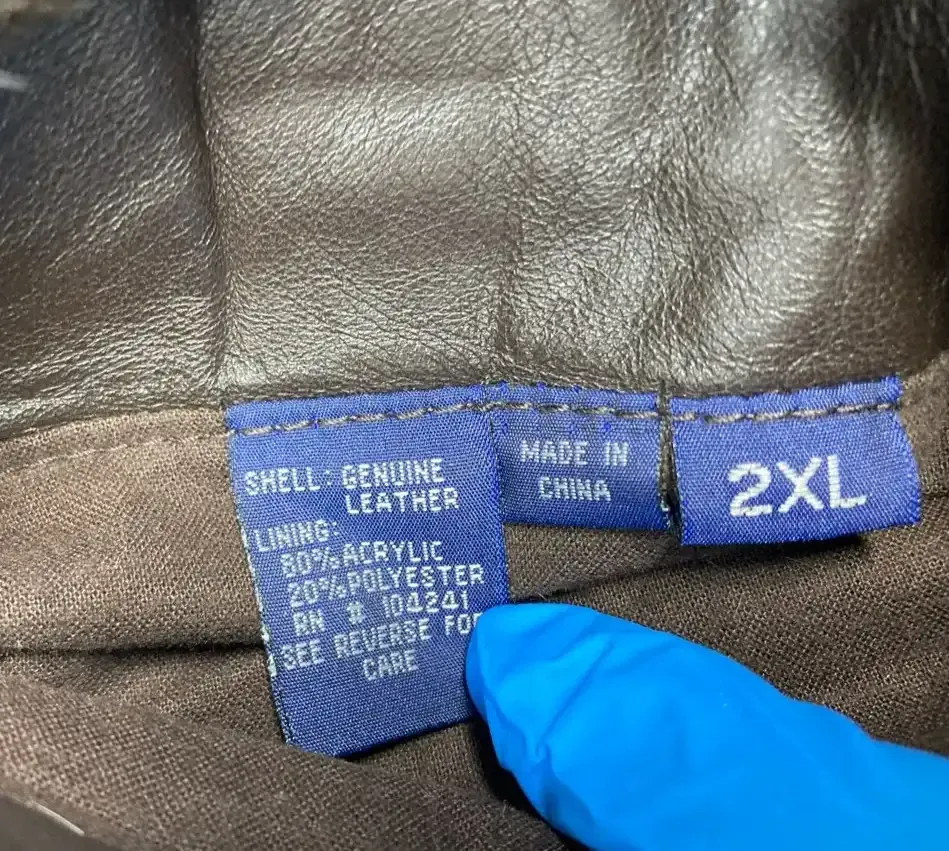 SHELL: GENUINE
LEATHER
LINING:
80% ACRYLIC
20% POLYESTER
RN # 104241
SEE REVERSE FOR
CARE
MADE IN
CHINA
2XL